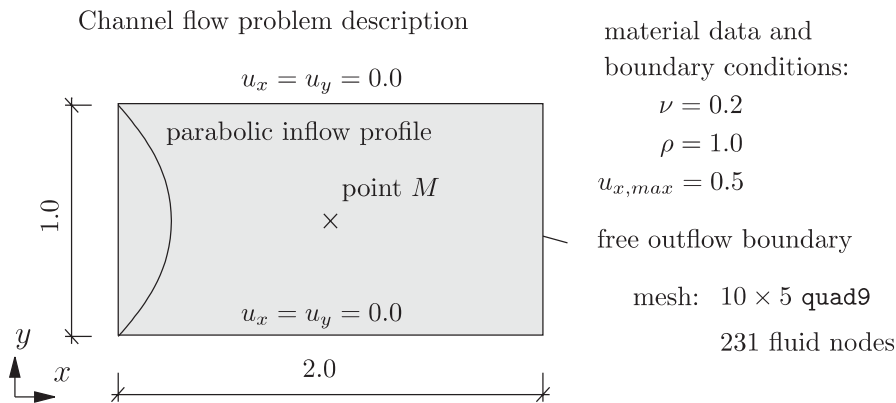 Channel flow problem description
u_x = u_y = 0.0
parabolic inflow profile
point M
1.0
u_x = u_y = 0.0
2.0
y
x
material data and
boundary conditions:
ν = 0.2
ρ = 1.0
u_{x,max} = 0.5
free outflow boundary
mesh: 10 × 5 quad9
231 fluid nodes